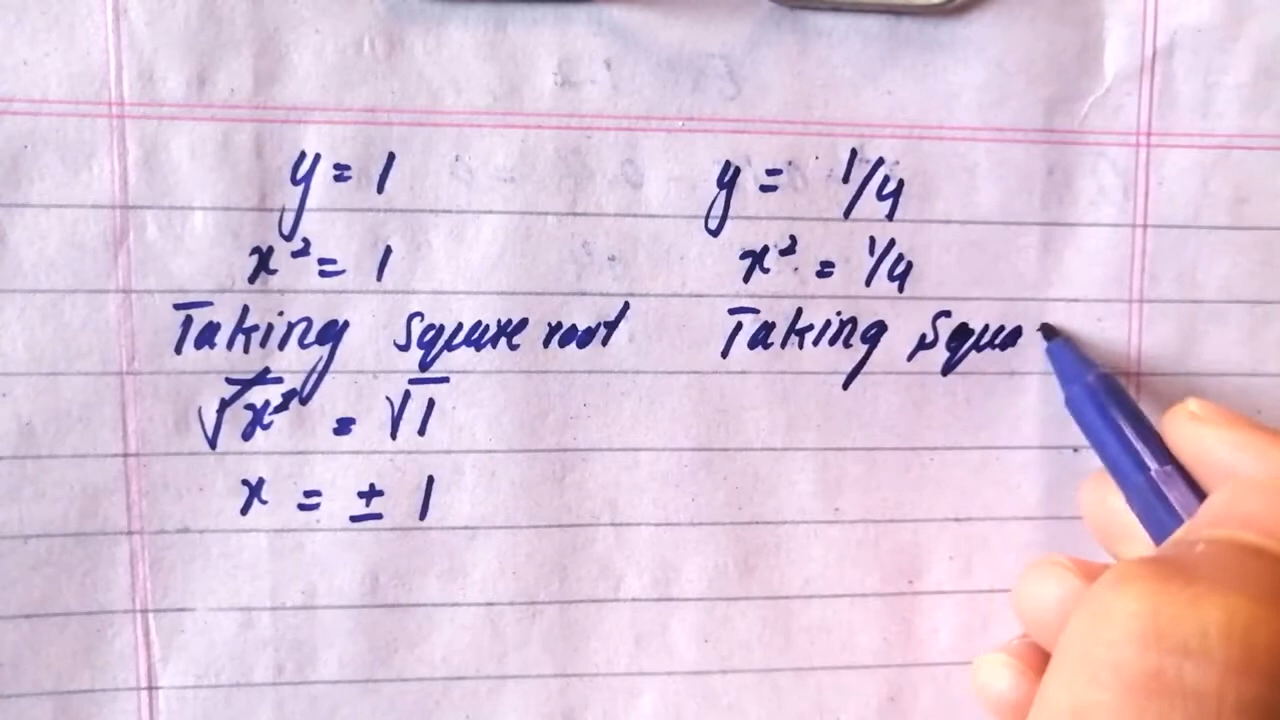 y = 1
x² = 1
Taking square root
√x² = √1
x = ± 1
y = 1/4
x² = 1/4
Taking Squa